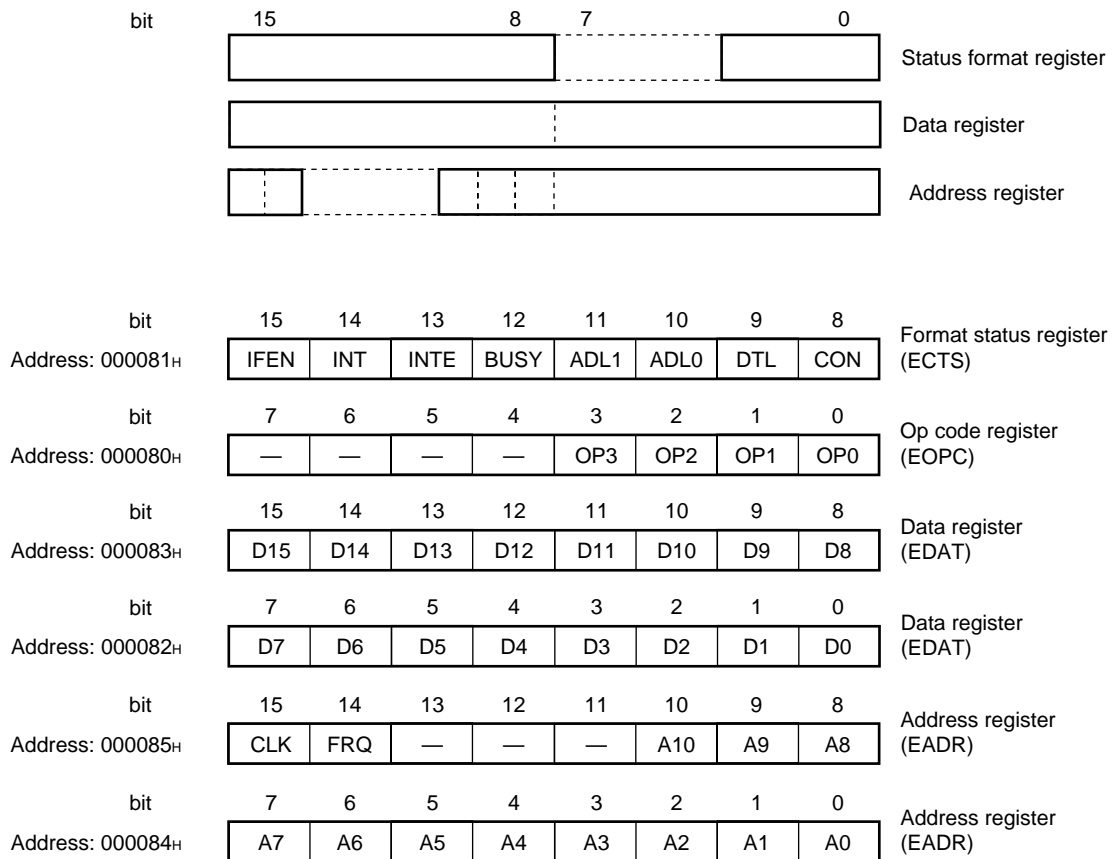 bit 15 8 7 0
Status format register
Data register
Address register
bit 15 14 13 12 11 10 9 8
Address: 000081H IFEN INT INTE BUSY ADL1 ADL0 DTL CON Format status register (ECTS)
bit 7 6 5 4 3 2 1 0
Address: 000080H — — — — OP3 OP2 OP1 OP0 Op code register (EOPC)
bit 15 14 13 12 11 10 9 8
Address: 000083H D15 D14 D13 D12 D11 D10 D9 D8 Data register (EDAT)
bit 7 6 5 4 3 2 1 0
Address: 000082H D7 D6 D5 D4 D3 D2 D1 D0 Data register (EDAT)
bit 15 14 13 12 11 10 9 8
Address: 000085H CLK FRQ — — — A10 A9 A8 Address register (EADR)
bit 7 6 5 4 3 2 1 0
Address: 000084H A7 A6 A5 A4 A3 A2 A1 A0 Address register (EADR)